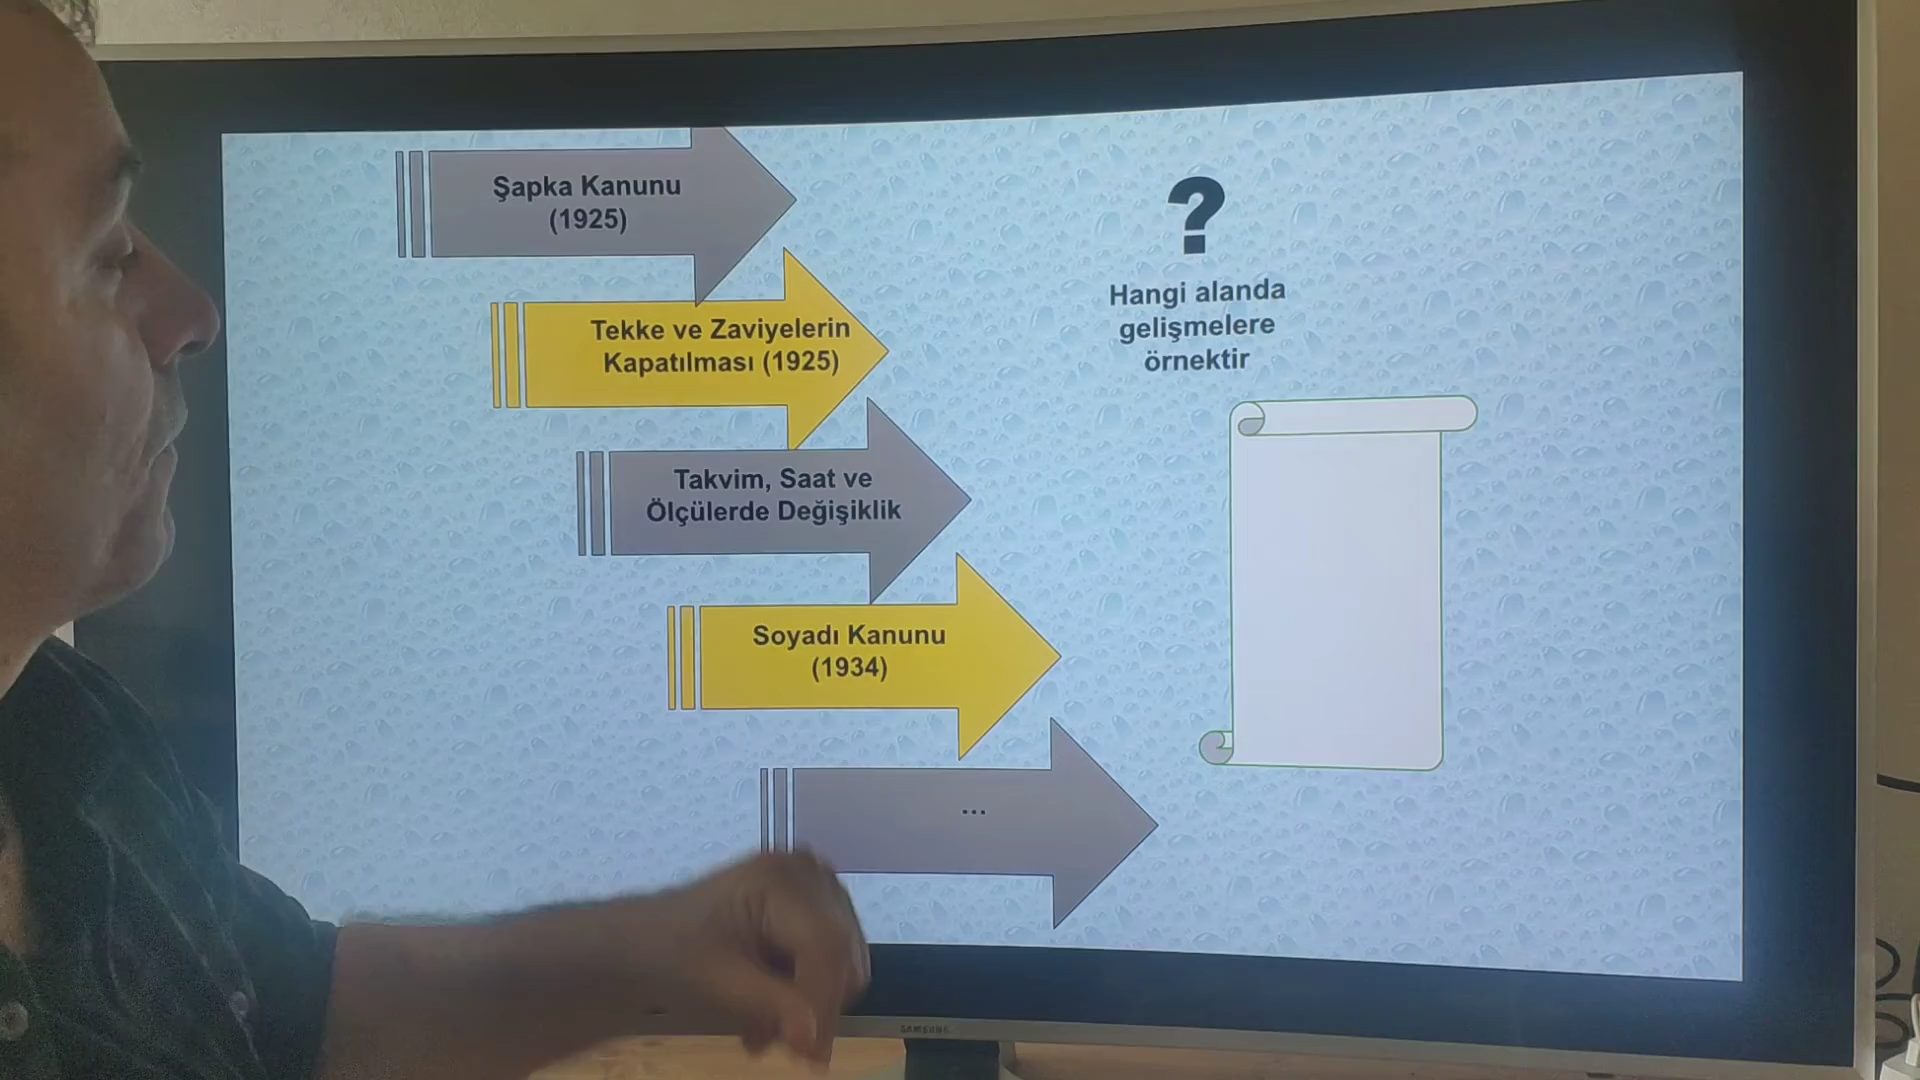 Şapka Kanunu
(1925)
Tekke ve Zaviyelerin
Kapatılması (1925)
Takvim, Saat ve
Ölçülerde Değişiklik
Soyadı Kanunu
(1934)
...
?
Hangi alanda
gelişmelere
örnektir
SAMSUNG